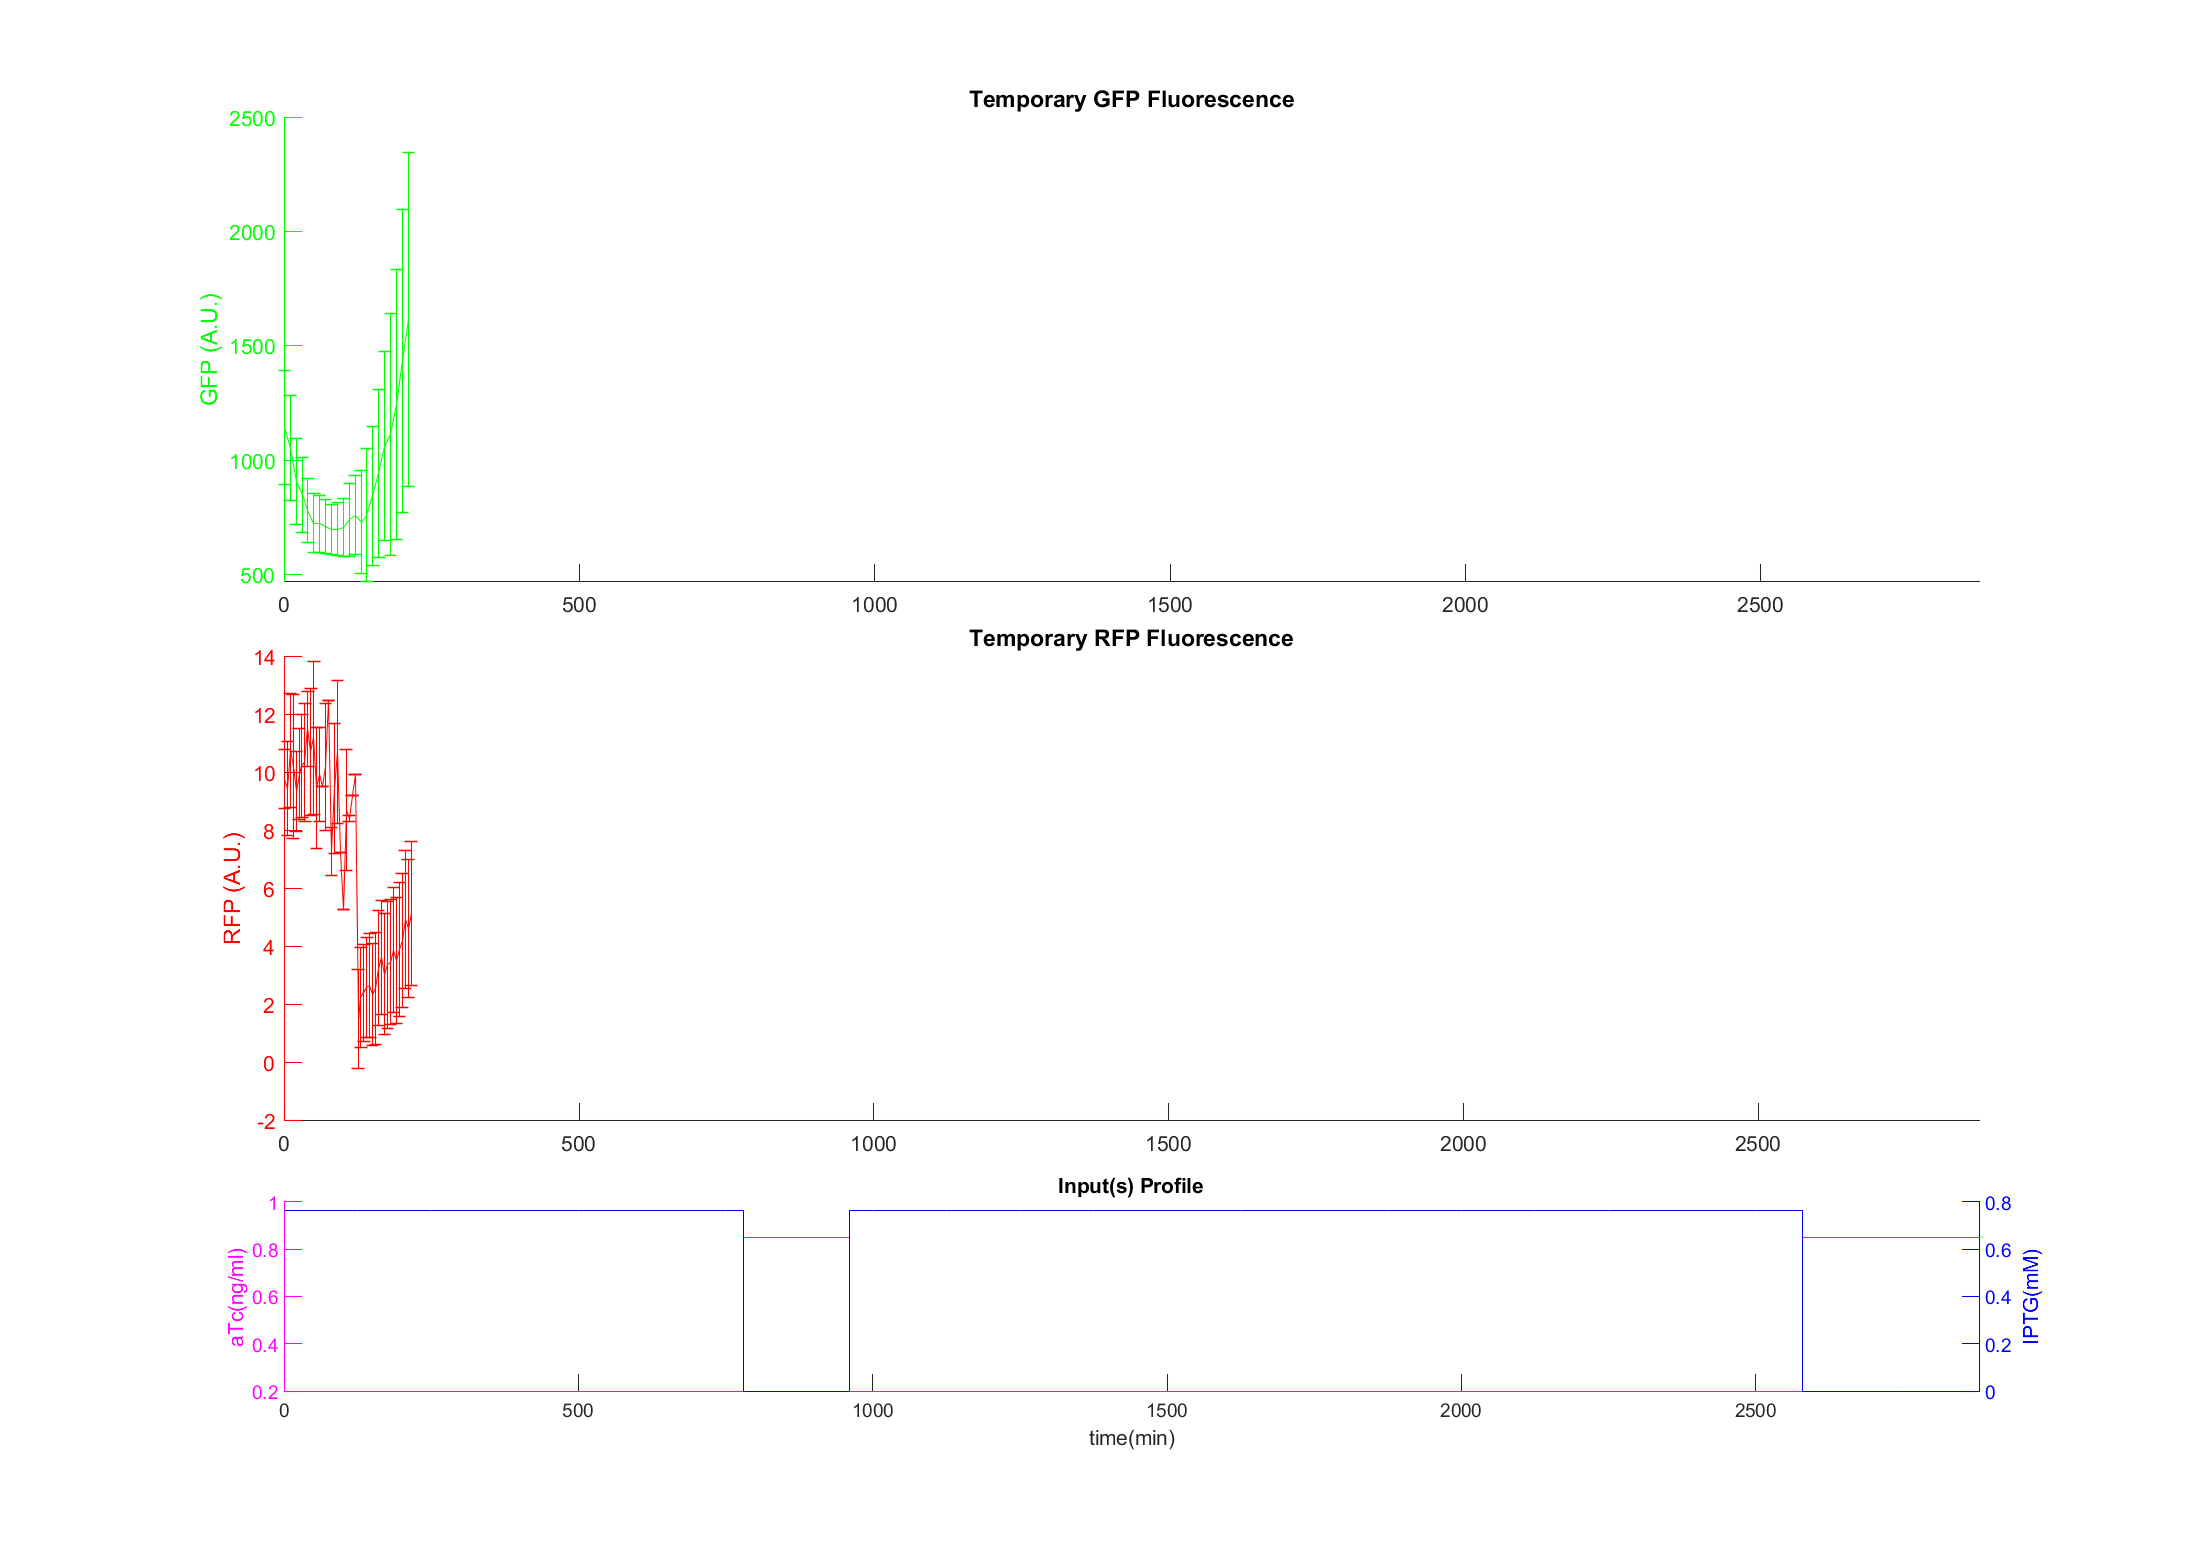 Temporary GFP Fluorescence
2500
2000
1500
1000
500
GFP (A.U.)
0 500 1000 1500 2000 2500
Temporary RFP Fluorescence
14
12
10
8
6
4
2
0
-2
RFP (A.U.)
0 500 1000 1500 2000 2500
Input(s) Profile
1
0.8
0.6
0.4
0.2
aTc(ng/ml)
0.8
0.6
0.4
0.2
0
IPTG(mM)
0 500 1000 1500 2000 2500
time(min)